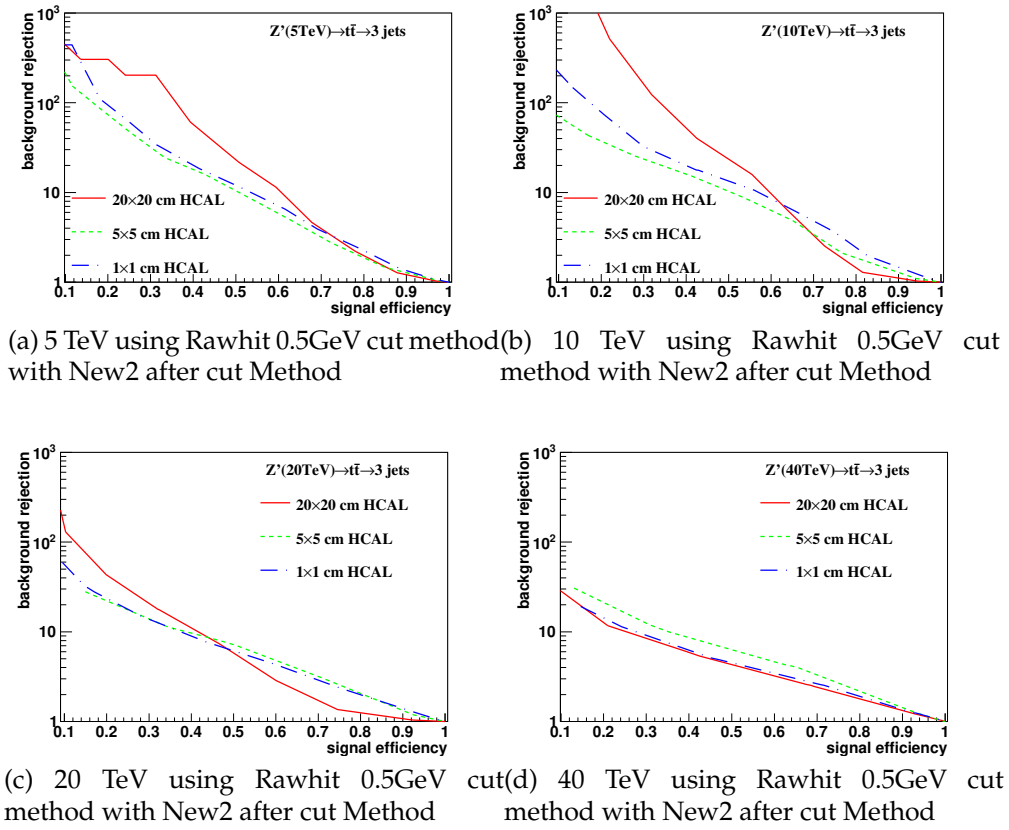 background rejection
10³
10²
10
1
Z'(5TeV)→tt̄→3 jets
20×20 cm HCAL
5×5 cm HCAL
1×1 cm HCAL
0.1 0.2 0.3 0.4 0.5 0.6 0.7 0.8 0.9 1
signal efficiency
(a) 5 TeV using Rawhit 0.5GeV cut method
with New2 after cut Method
background rejection
10³
10²
10
1
Z'(10TeV)→tt̄→3 jets
20×20 cm HCAL
5×5 cm HCAL
1×1 cm HCAL
0.1 0.2 0.3 0.4 0.5 0.6 0.7 0.8 0.9 1
signal efficiency
(b) 10 TeV using Rawhit 0.5GeV cut
method with New2 after cut Method
background rejection
10³
10²
10
1
Z'(20TeV)→tt̄→3 jets
20×20 cm HCAL
5×5 cm HCAL
1×1 cm HCAL
0.1 0.2 0.3 0.4 0.5 0.6 0.7 0.8 0.9 1
signal efficiency
(c) 20 TeV using Rawhit 0.5GeV cut
method with New2 after cut Method
background rejection
10³
10²
10
1
Z'(40TeV)→tt̄→3 jets
20×20 cm HCAL
5×5 cm HCAL
1×1 cm HCAL
0.1 0.2 0.3 0.4 0.5 0.6 0.7 0.8 0.9 1
signal efficiency
(d) 40 TeV using Rawhit 0.5GeV cut
method with New2 after cut Method